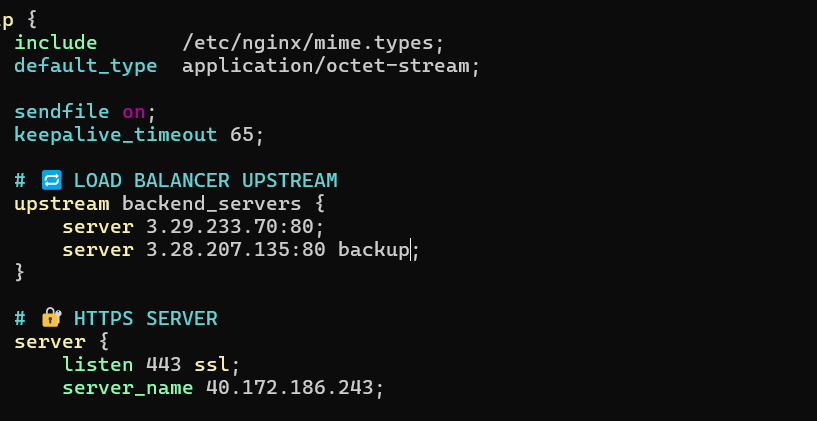 p {
include       /etc/nginx/mime.types;
default_type  application/octet-stream;
sendfile on;
keepalive_timeout 65;
# 🔁 LOAD BALANCER UPSTREAM
upstream backend_servers {
    server 3.29.233.70:80;
    server 3.28.207.135:80 backup;
}
# 🔐 HTTPS SERVER
server {
    listen 443 ssl;
    server_name 40.172.186.243;